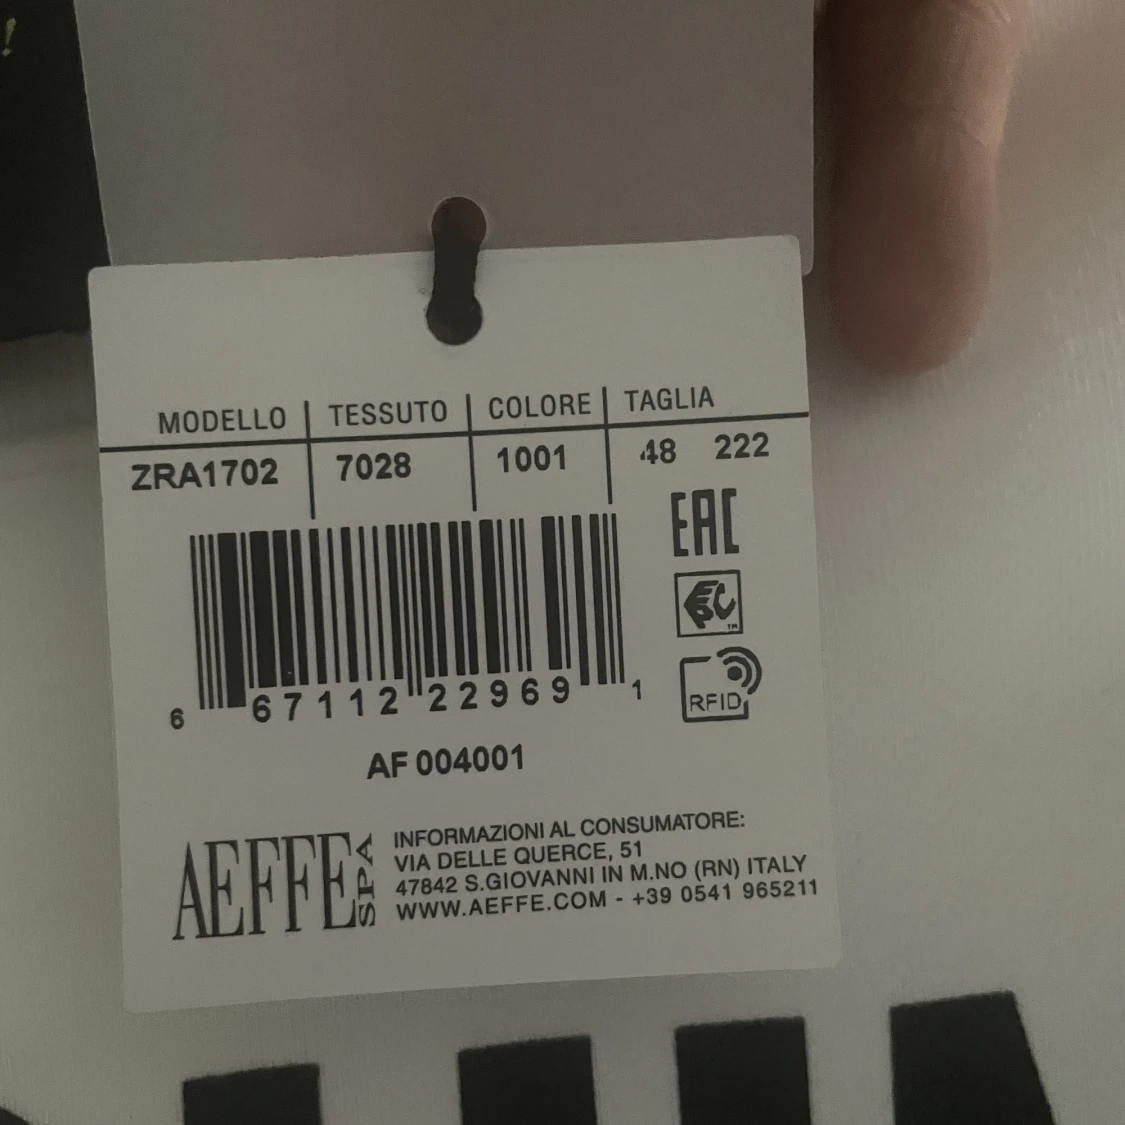 !
MODELLO TESSUTO COLORE TAGLIA
ZRA1702 7028 1001 48 222
EAC
RFID
6 67112 22969 1
AF 004001
AEFFE SPA
INFORMAZIONI AL CONSUMATORE:
VIA DELLE QUERCE, 51
47842 S.GIOVANNI IN M.NO (RN) ITALY
WWW.AEFFE.COM - +39 0541 965211